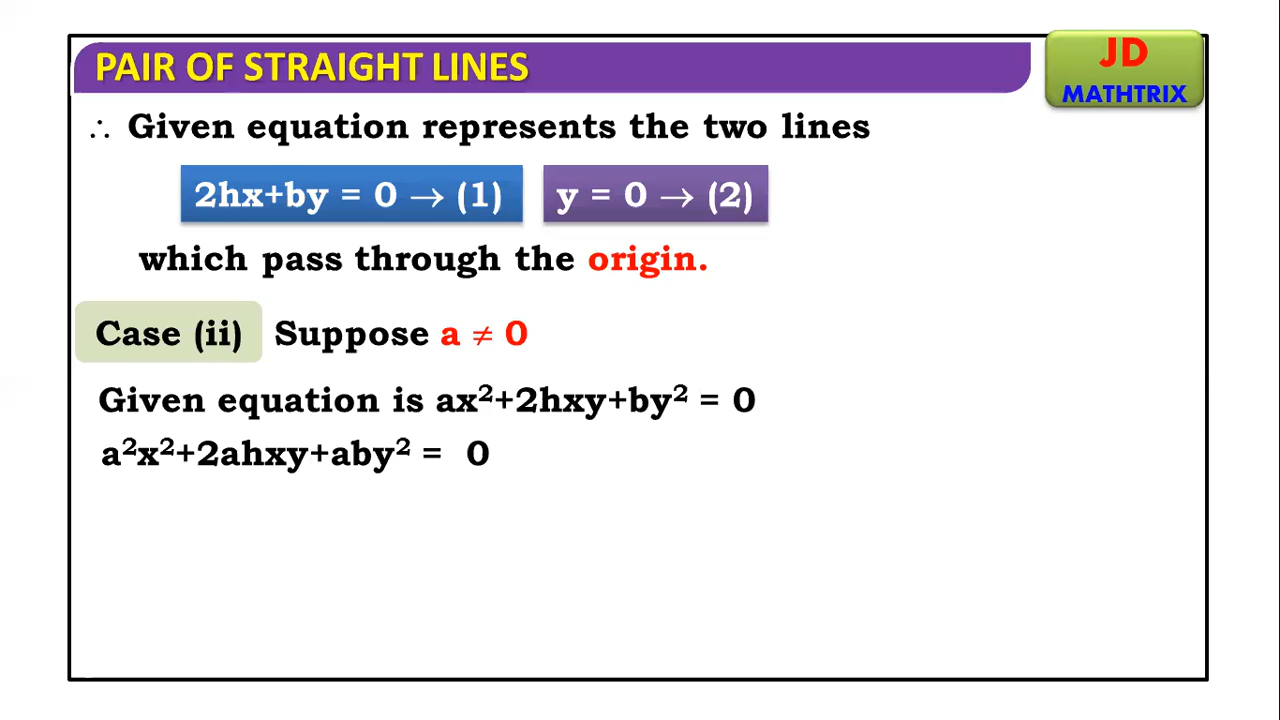 PAIR OF STRAIGHT LINES
JD
MATHTRIX
∴ Given equation represents the two lines
2hx+by = 0 → (1)
y = 0 → (2)
which pass through the origin.
Case (ii) Suppose a ≠ 0
Given equation is ax²+2hxy+by² = 0
a²x²+2ahxy+aby² = 0